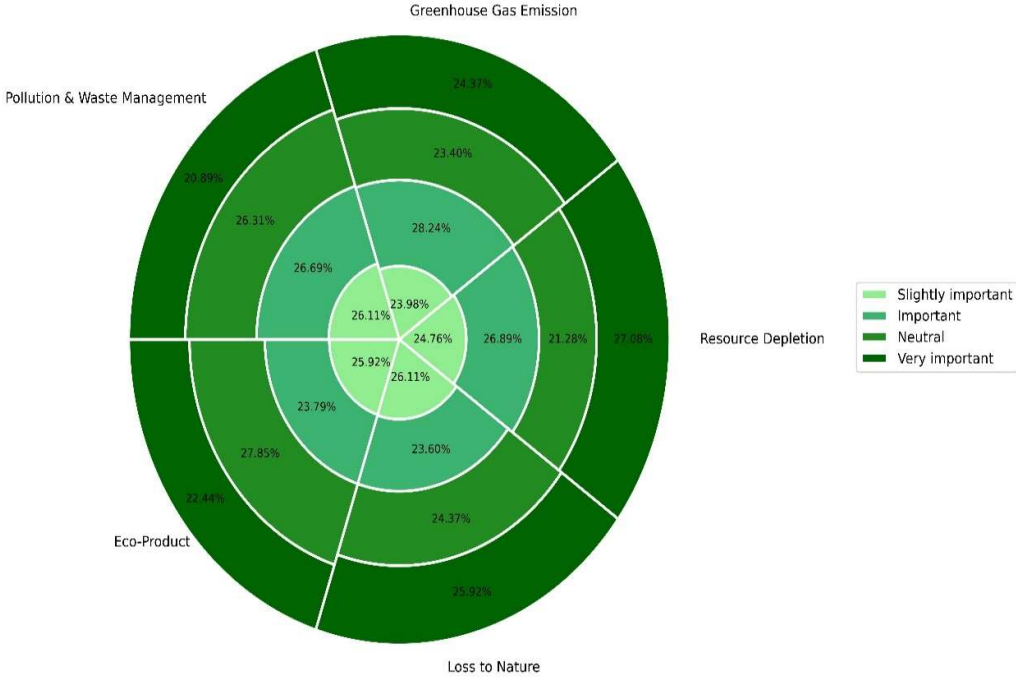 Greenhouse Gas Emission
24.37%
Pollution & Waste Management
23.40%
20.89%
26.31%
28.24%
26.69%
23.98%
26.11%
24.76%
26.89%
21.28%
27.08%
Resource Depletion
Slightly important
Important
Neutral
Very important
25.92%
26.11%
23.79%
23.60%
27.85%
22.44%
24.37%
Eco-Product
25.92%
Loss to Nature